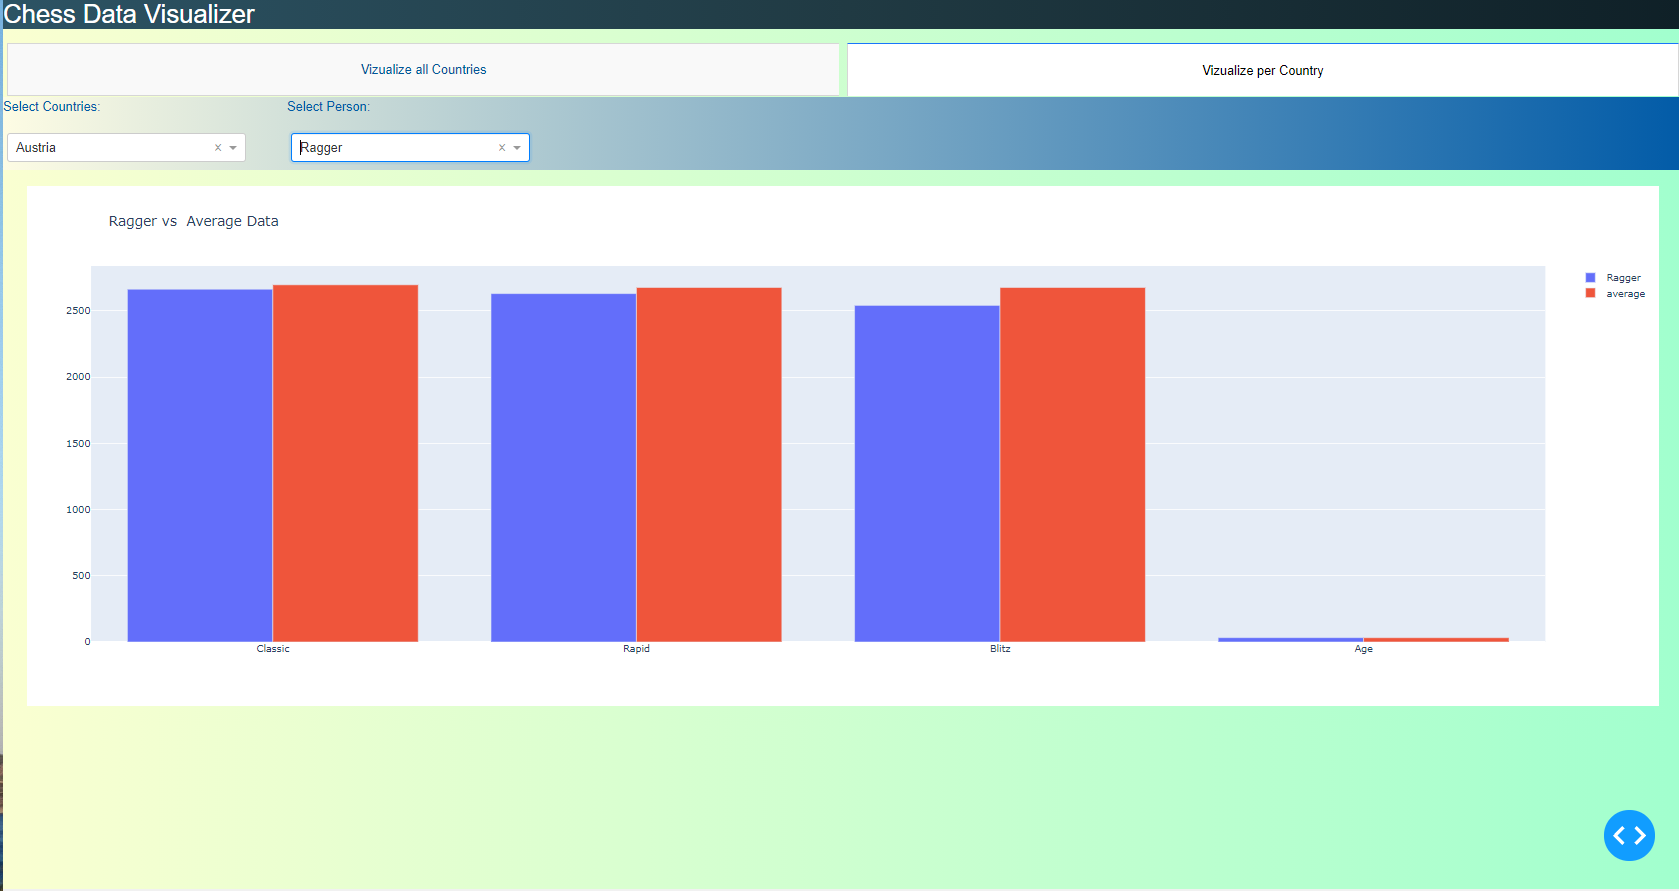 Chess Data Visualizer
Vizualize all Countries
Vizualize per Country
Select Countries:
Select Person:
Austria × 
Ragger ×
Ragger vs  Average Data
Ragger
average
2500
2000
1500
1000
500
0
Classic
Rapid
Blitz
Age